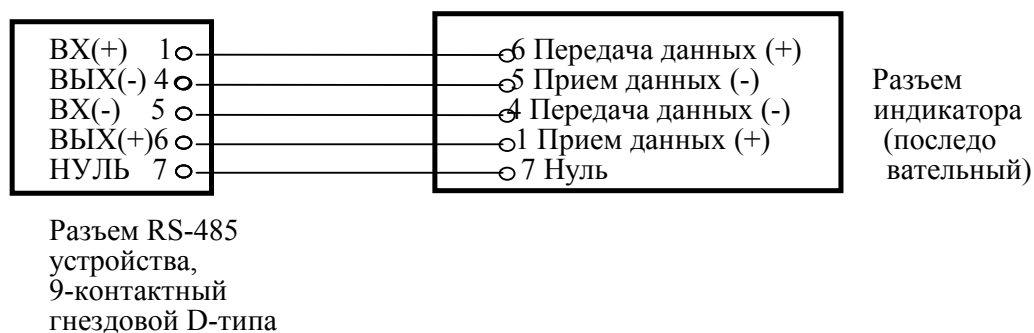 ВХ(+) 1
ВЫХ(-) 4
ВХ(-) 5
ВЫХ(+)6
НУЛЬ 7
6 Передача данных (+)
5 Прием данных (-)
4 Передача данных (-)
1 Прием данных (+)
7 Нуль
Разъем
индикатора
(последо
вательный)
Разъем RS-485
устройства,
9-контактный
гнездовой D-типа